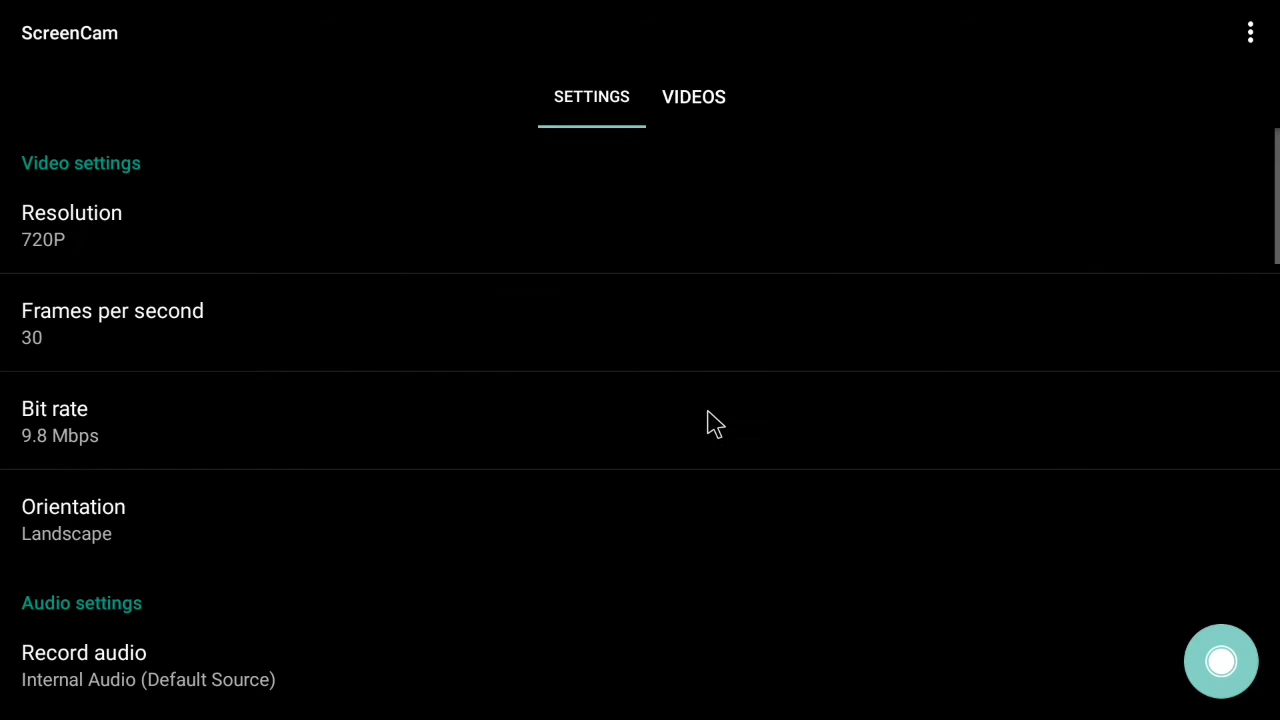 ScreenCam
SETTINGS VIDEOS
Video settings
Resolution
720P
Frames per second
30
Bit rate
9.8 Mbps
Orientation
Landscape
Audio settings
Record audio
Internal Audio (Default Source)